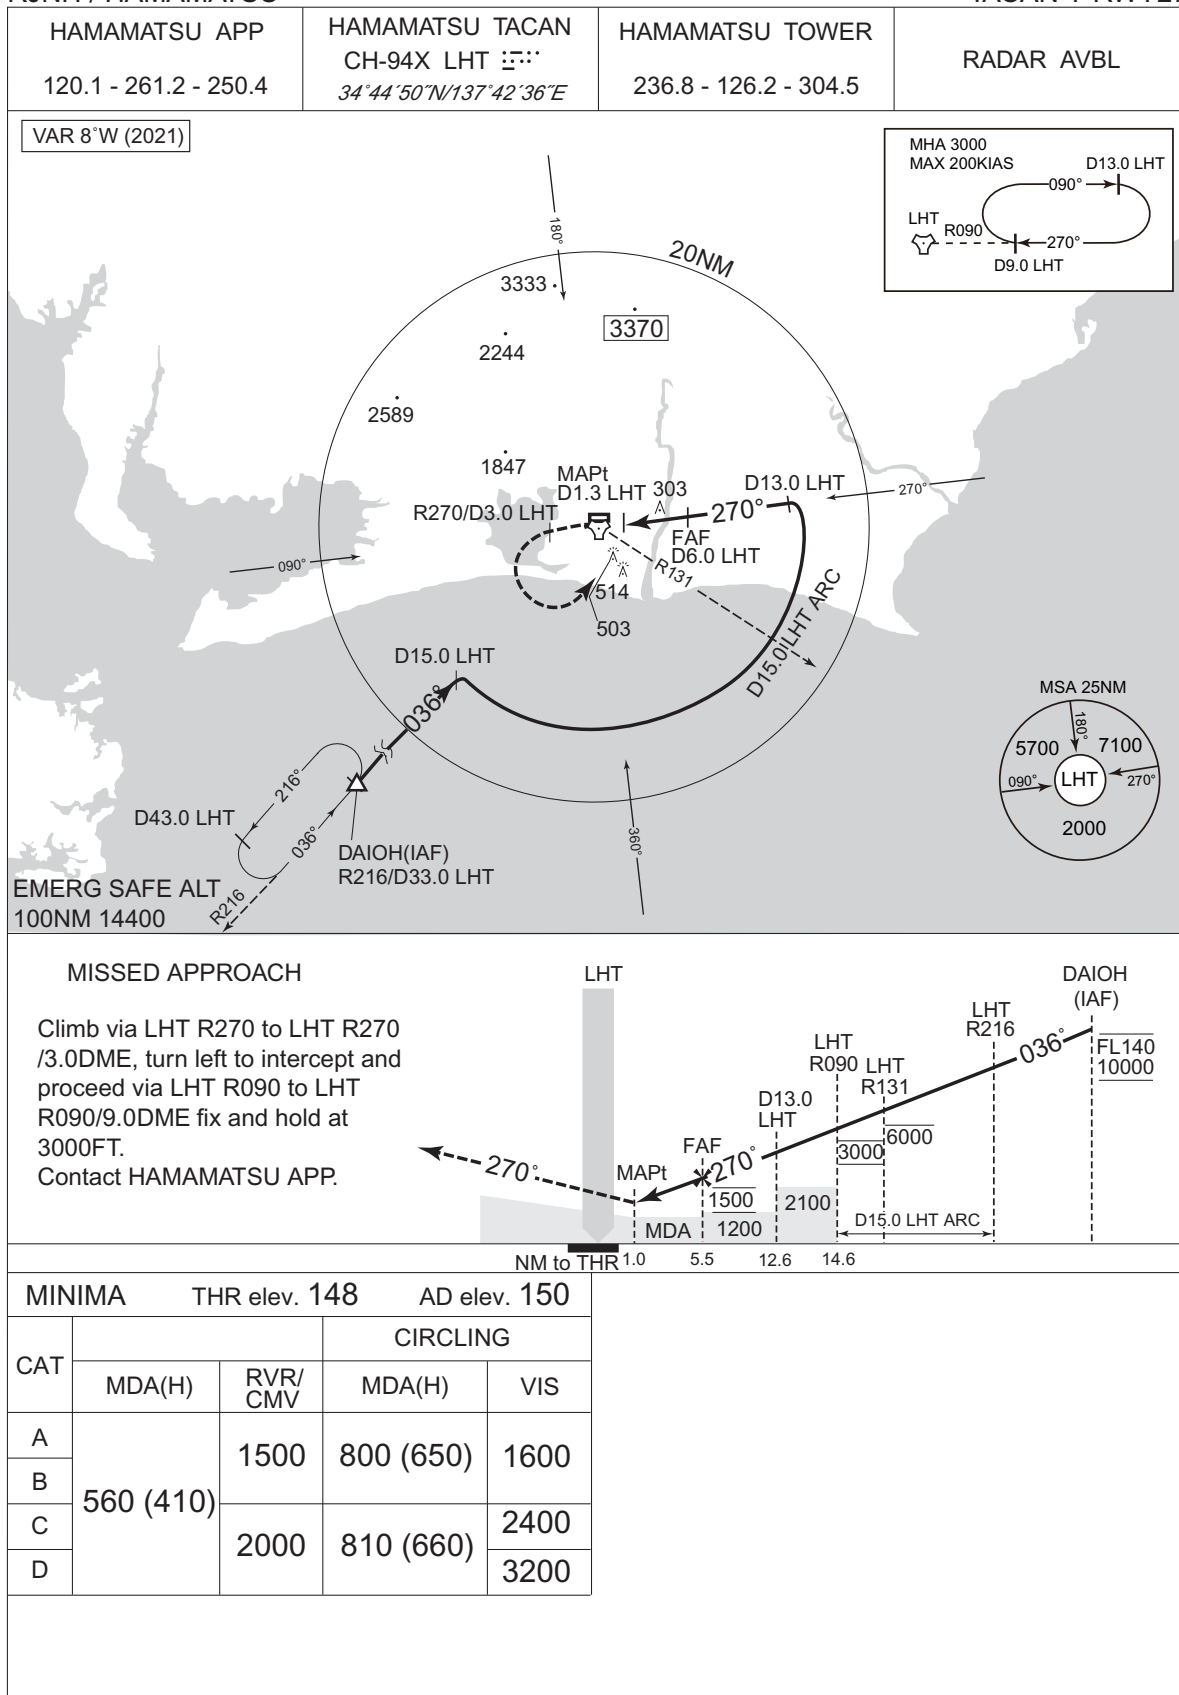 HAMAMATSU APP
120.1 - 261.2 - 250.4
HAMAMATSU TACAN
CH-94X LHT
34°44´50˝N/137°42´36˝E
HAMAMATSU TOWER
236.8 - 126.2 - 304.5
RADAR AVBL
VAR 8°W (2021)
MHA 3000
MAX 200KIAS
D13.0 LHT
090°
LHT
R090
270°
D9.0 LHT
180°
20NM
3333
3370
2244
2589
1847
MAPt
D1.3 LHT
303
D13.0 LHT
270°
270°
R270/D3.0 LHT
FAF
D6.0 LHT
R131
090°
514
503
D15.0 LHT ARC
D15.0 LHT
036°
MSA 25NM
180°
5700
7100
090°
LHT
270°
2000
216°
D43.0 LHT
036°
360°
DAIOH(IAF)
R216/D33.0 LHT
R216
EMERG SAFE ALT
100NM 14400
MISSED APPROACH
Climb via LHT R270 to LHT R270
/3.0DME, turn left to intercept and
proceed via LHT R090 to LHT
R090/9.0DME fix and hold at
3000FT.
Contact HAMAMATSU APP.
LHT
DAIOH
(IAF)
LHT
R216
036°
FL140
10000
LHT
R090
LHT
R131
D13.0
LHT
6000
3000
FAF
270°
270°
MAPt
1500
2100
MDA
1200
D15.0 LHT ARC
NM to THR
1.0
5.5
12.6
14.6
MINIMA
THR elev. 148
AD elev. 150
CAT
CIRCLING
MDA(H)
RVR/
CMV
MDA(H)
VIS
A
B
C
D
560 (410)
1500
2000
800 (650)
810 (660)
1600
2400
3200